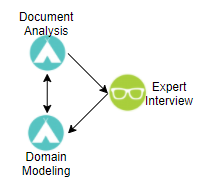 Document
Analysis
Expert
Interview
Domain
Modeling